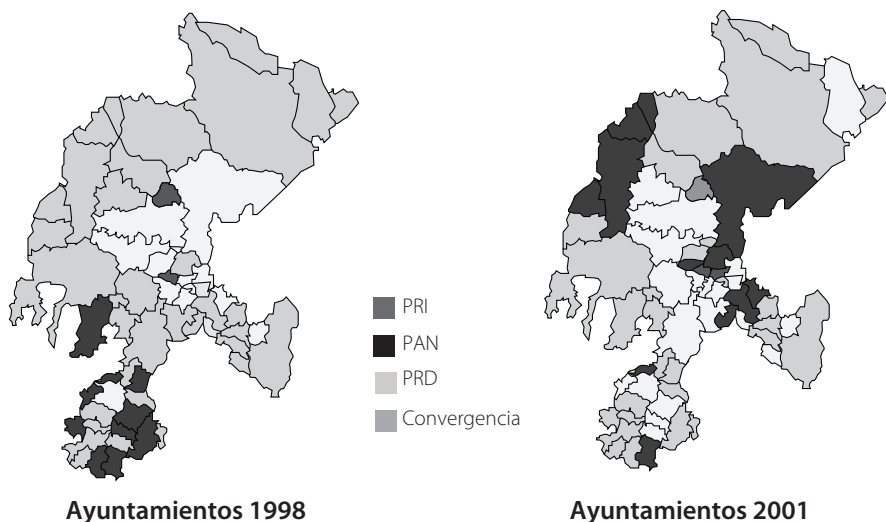 PRI
PAN
PRD
Convergencia
Ayuntamientos 1998
Ayuntamientos 2001